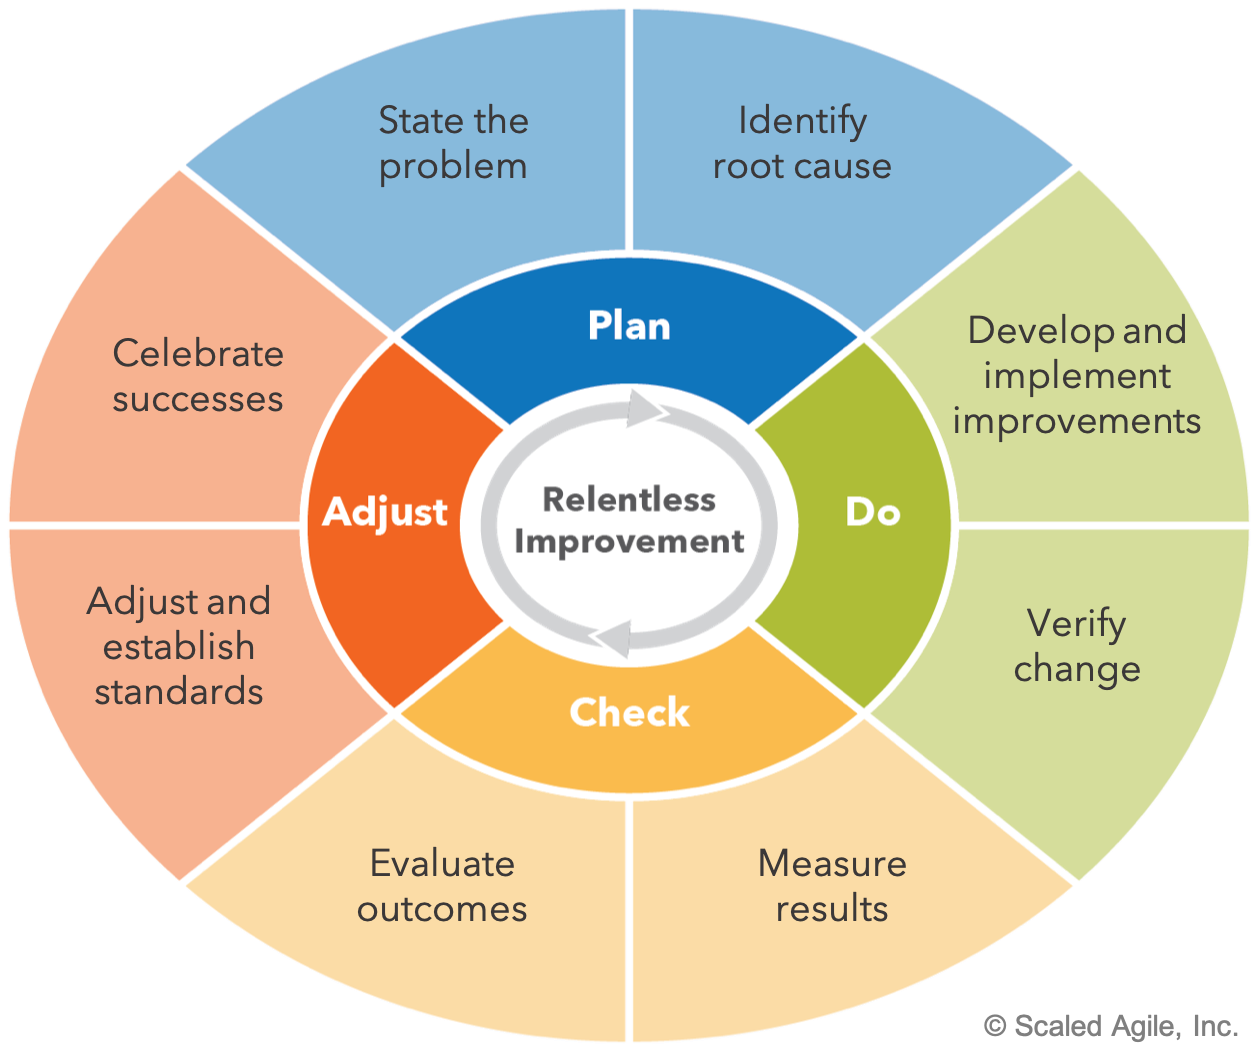 State the
problem
Identify
root cause
Plan
Develop and
implement
improvements
Celebrate
successes
Adjust
Relentless
Improvement
Do
Adjust and
establish
standards
Verify
change
Check
Evaluate
outcomes
Measure
results
© Scaled Agile, Inc.